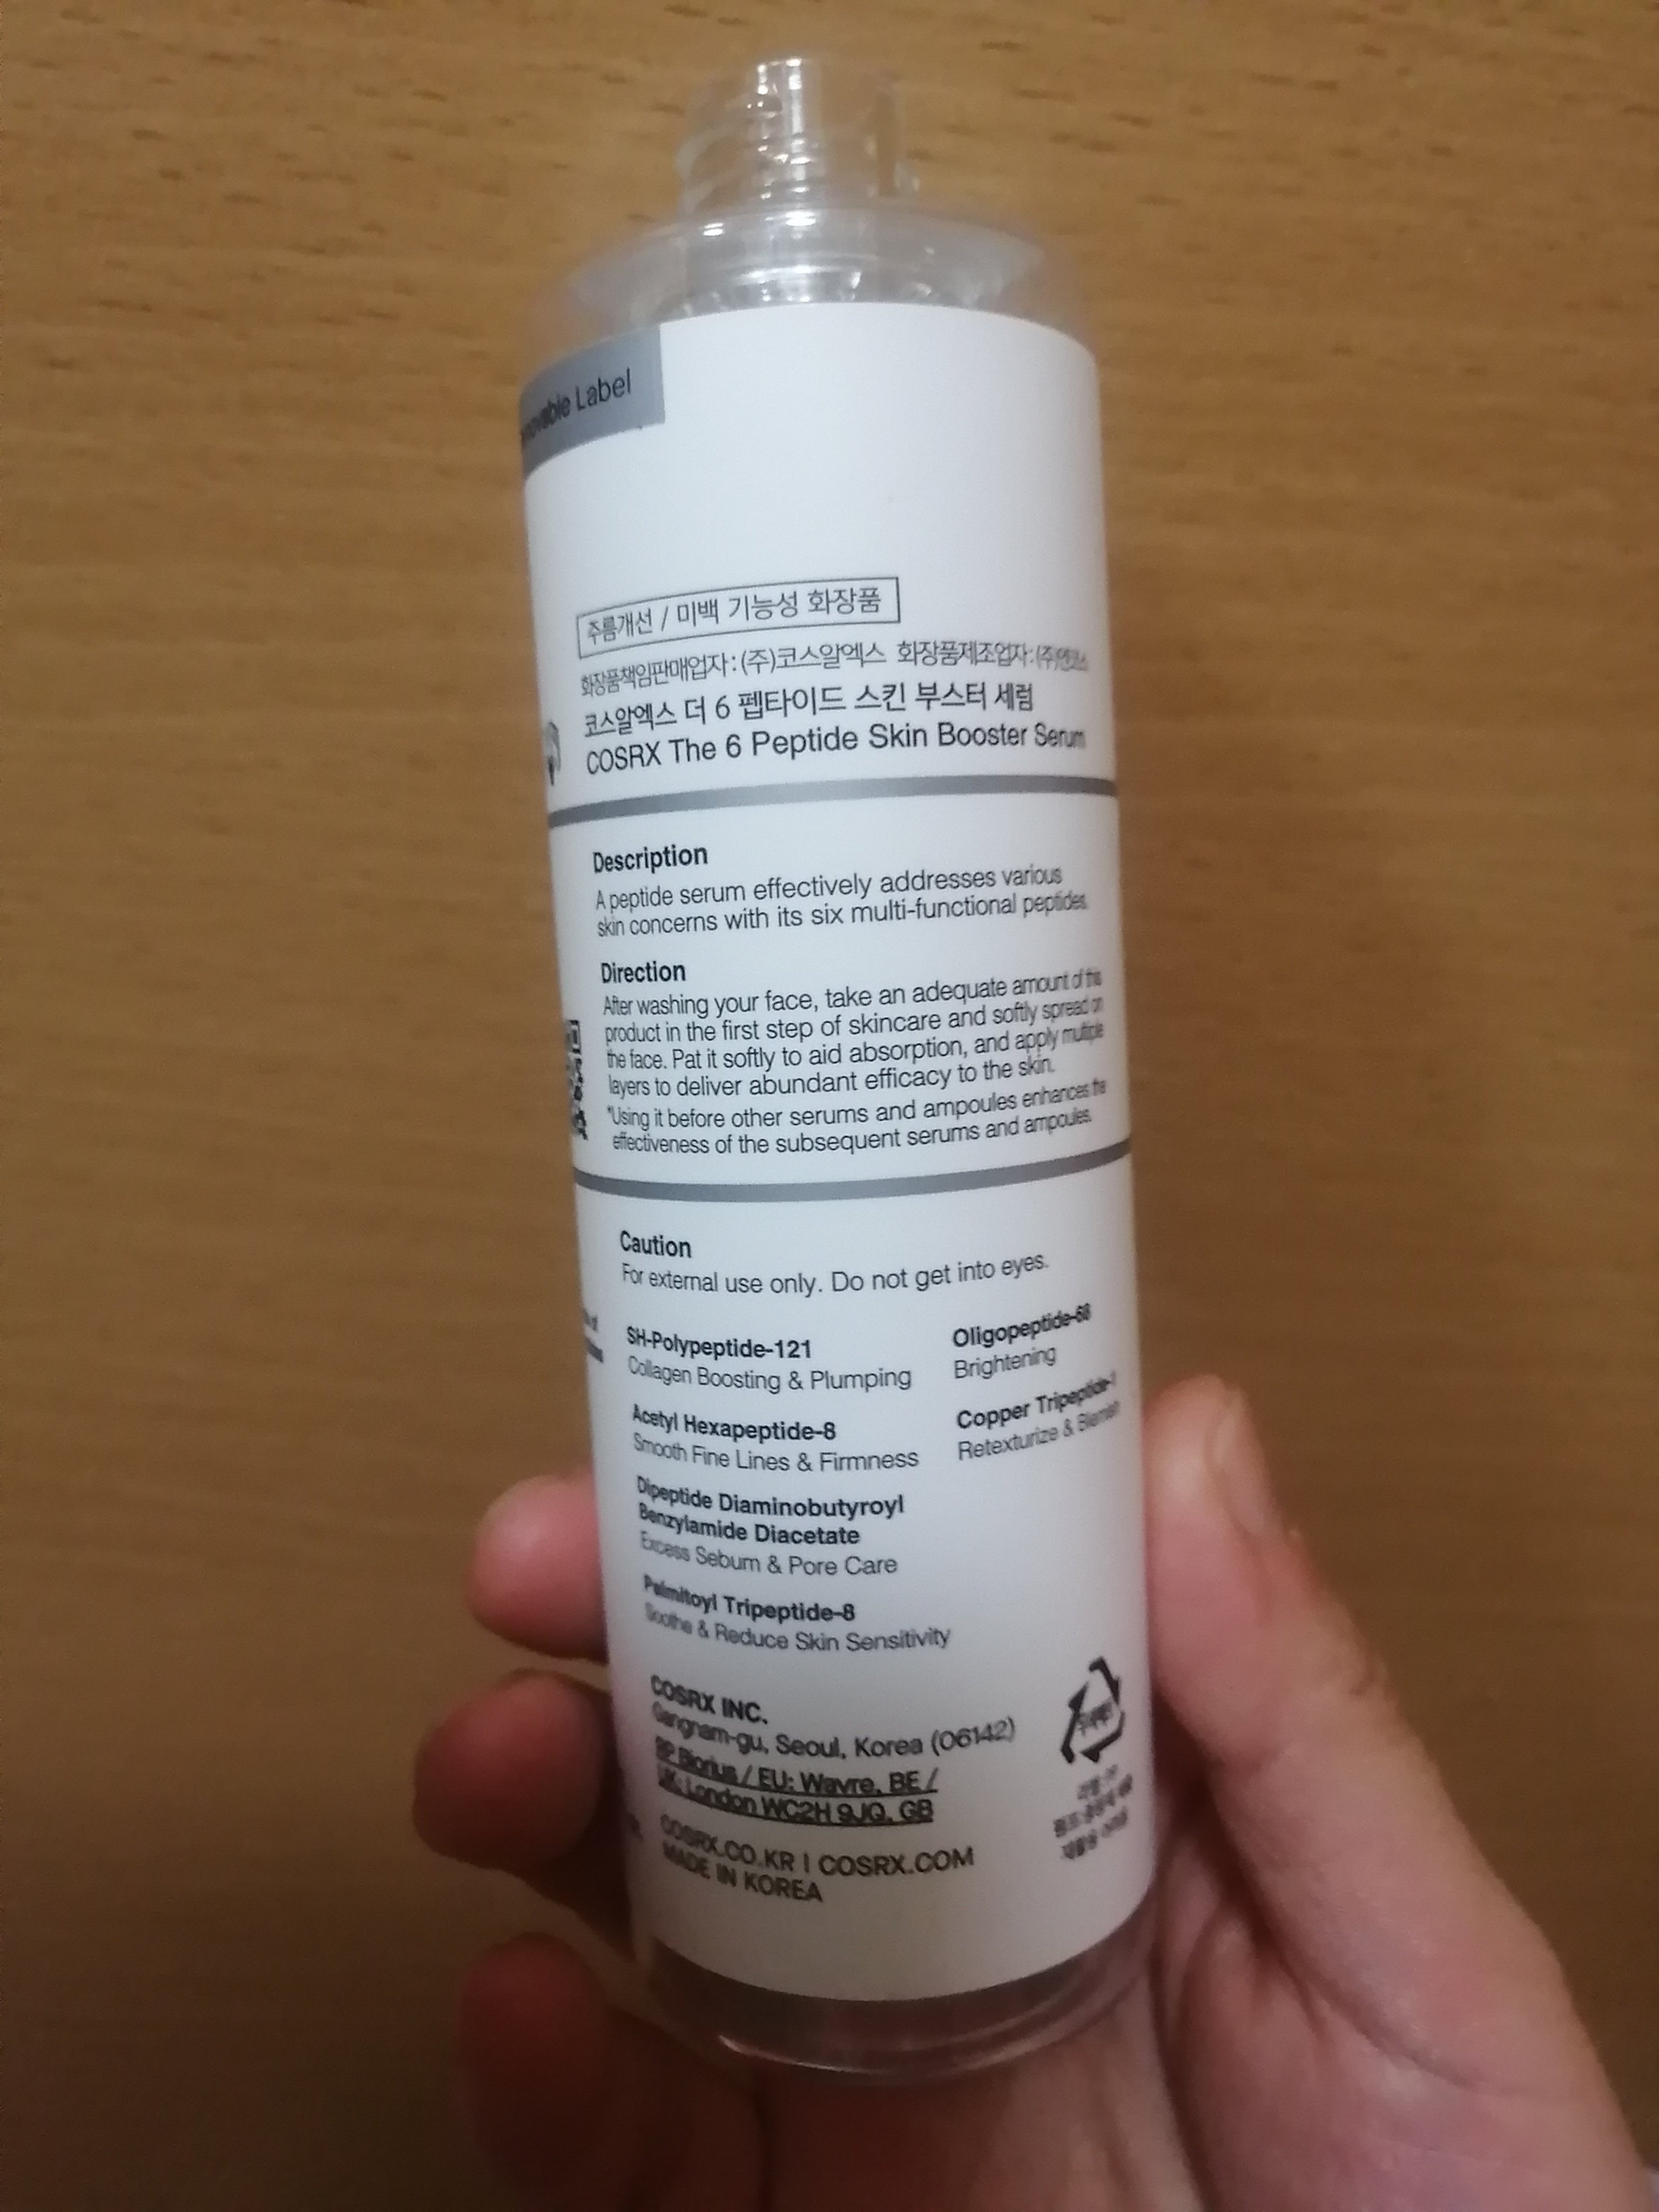 Label
주름개선 / 미백 기능성 화장품
화장품책임판매업자 : (주)코스알엑스 화장품제조업자 : (주)
코스알엑스 더 6 펩타이드 스킨 부스터 세럼
COSRX The 6 Peptide Skin Booster Serum
Description
A peptide serum effectively addresses various
skin concerns with its six multi-functional peptides.
Direction
After washing your face, take an adequate amount of this
product in the first step of skincare and softly spread on
the face. Pat it softly to aid absorption, and apply multiple
layers to deliver abundant efficacy to the skin.
*Using it before other serums and ampoules enhances the
effectiveness of the subsequent serums and ampoules.
Caution
For external use only. Do not get into eyes.
SH-Polypeptide-121
Collagen Boosting & Plumping
Acetyl Hexapeptide-8
Smooth Fine Lines & Firmness
Dipeptide Diaminobutyroyl
Benzylamide Diacetate
Excess Sebum & Pore Care
Palmitoyl Tripeptide-8
Soothe & Reduce Skin Sensitivity
Oligopeptide-68
Brightening
Copper Tripeptide-1
Retexturize & Blemish
COSRX INC.
Gangnam-gu, Seoul, Korea (06142)
RP Biorius / EU: Wavre, BE /
UK: London WC2H 9JQ, GB
COSRX.CO.KR | COSRX.COM
MADE IN KOREA